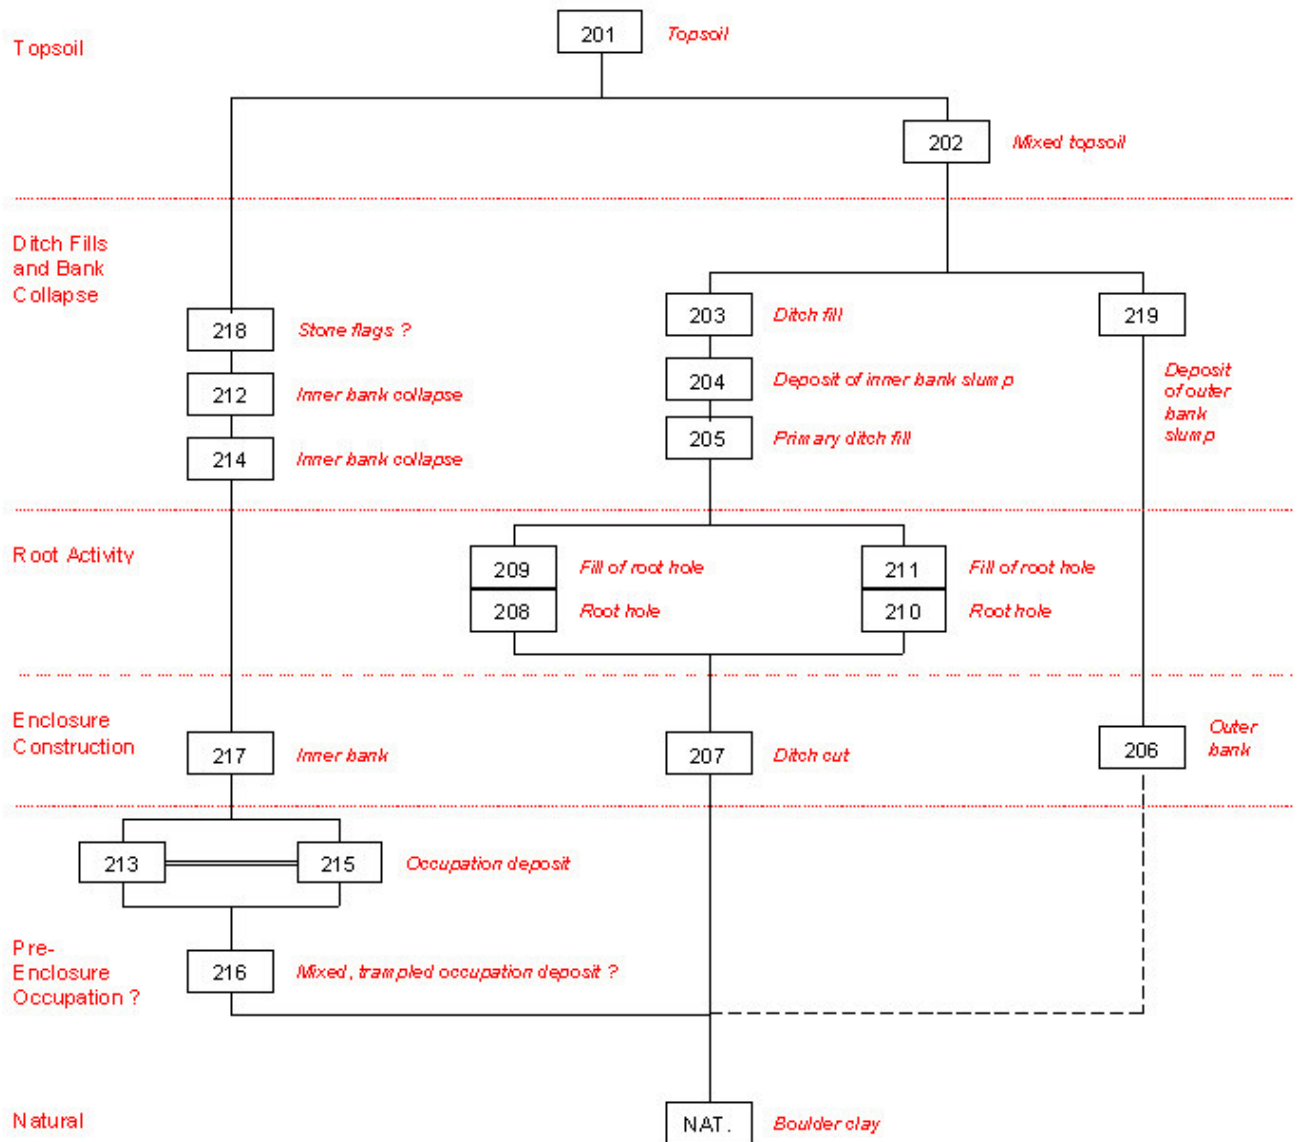 Topsoil
201
Topsoil
202
Mixed topsoil
Ditch Fills
and Bank
Collapse
218
Stone flags ?
203
Ditch fill
219
212
Inner bank collapse
204
Deposit of inner bank slump
Deposit
of outer
bank
slump
214
Inner bank collapse
205
Primary ditch fill
Root Activity
209
Fill of root hole
211
Fill of root hole
208
Root hole
210
Root hole
Enclosure
Construction
217
Inner bank
207
Ditch cut
206
Outer
bank
213
215
Occupation deposit
Pre-
Enclosure
Occupation ?
216
Mixed, trampled occupation deposit ?
Natural
NAT.
Boulder clay